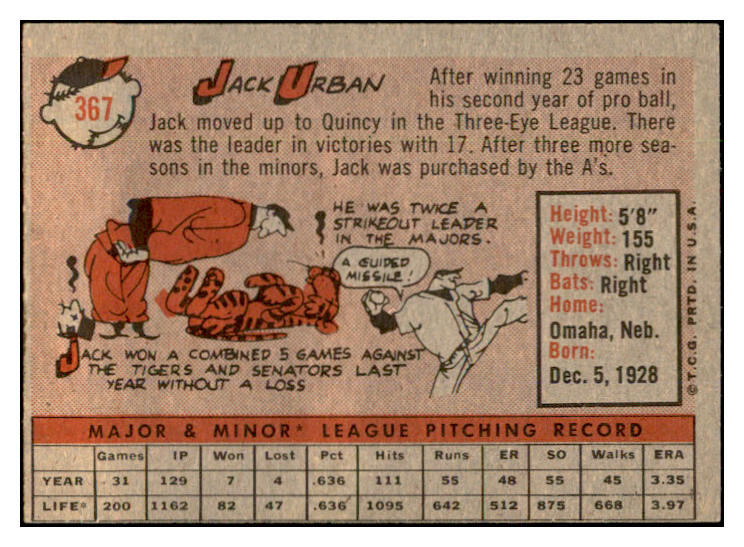 367
JACK URBAN
After winning 23 games in
his second year of pro ball,
Jack moved up to Quincy in the Three-Eye League. There
was the leader in victories with 17. After three more sea-
sons in the minors, Jack was purchased by the A's.
HE WAS TWICE A
STRIKEOUT LEADER
IN THE MAJORS.
A GUIDED
MISSILE!
JACK WON A COMBINED 5 GAMES AGAINST
THE TIGERS AND SENATORS LAST
YEAR WITHOUT A LOSS
Height: 5'8"
Weight: 155
Throws: Right
Bats: Right
Home:
Omaha, Neb.
Born:
Dec. 5, 1928
©T.C.G. PRTD. IN U.S.A.
MAJOR & MINOR* LEAGUE PITCHING RECORD
Games IP Won Lost Pct Hits Runs ER SO Walks ERA
YEAR 31 129 7 4 .636 111 55 48 55 45 3.35
LIFE* 200 1162 82 47 .636 1095 642 512 875 668 3.97